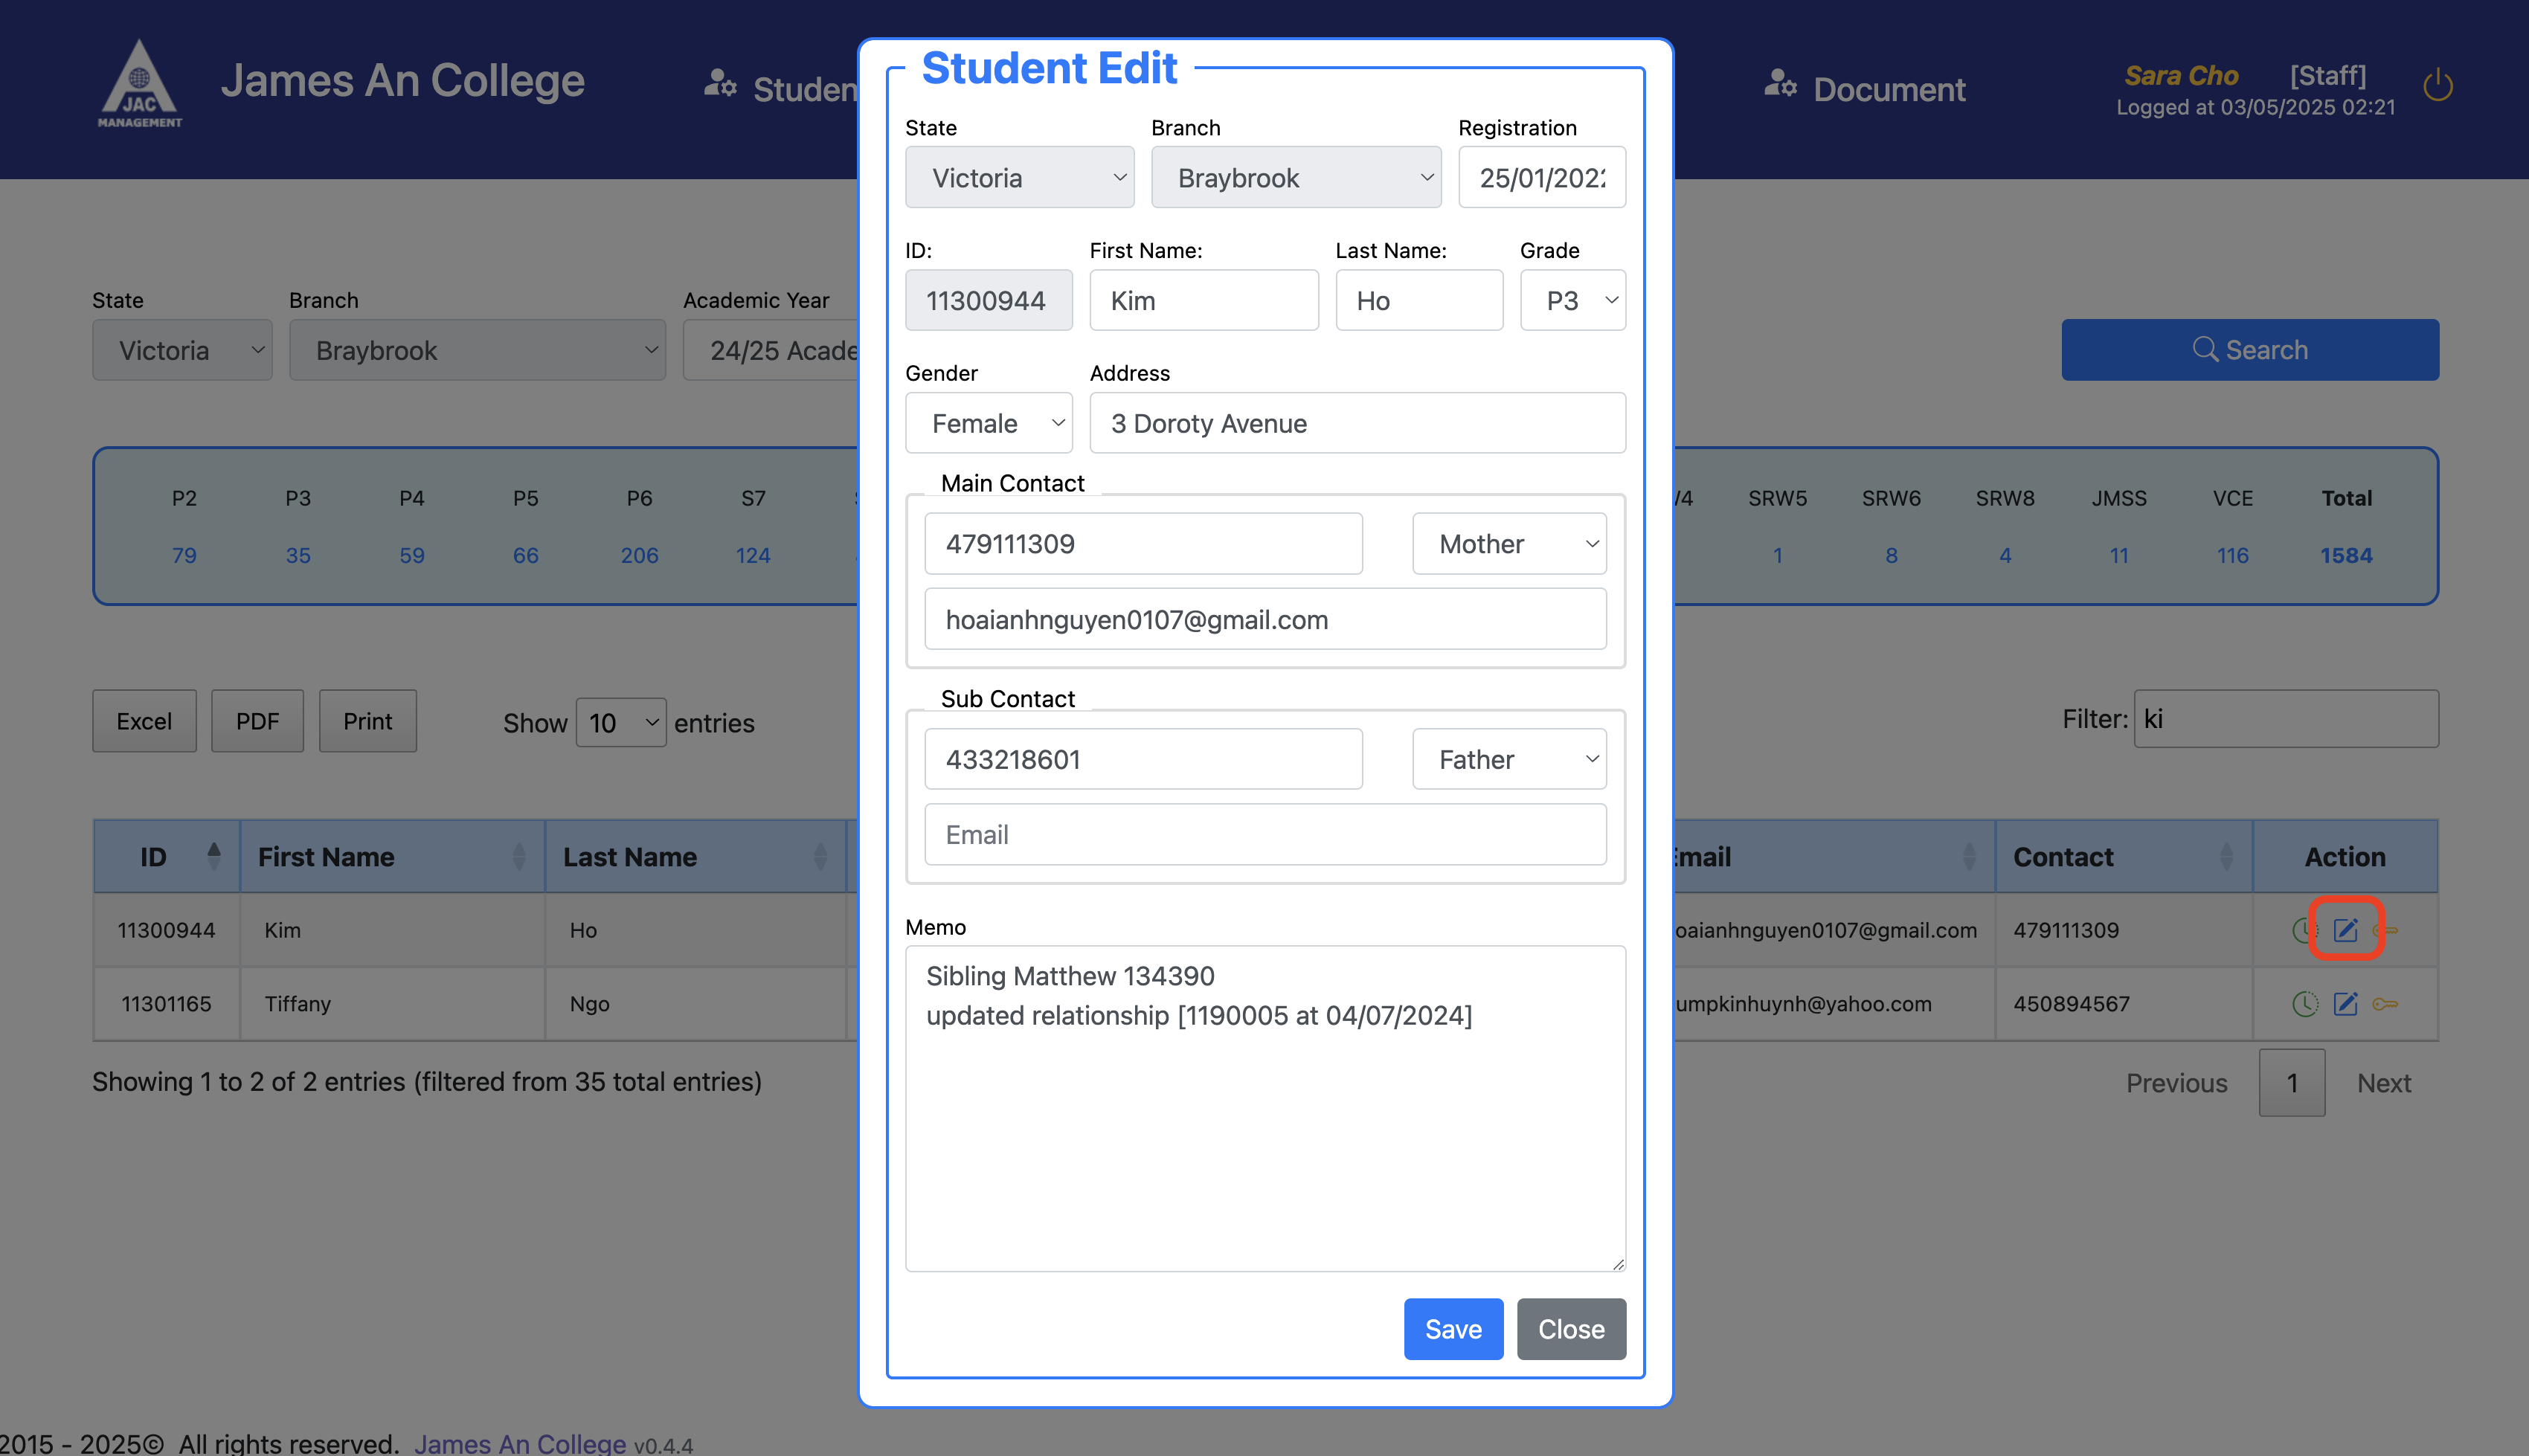 JAC
MANAGEMENT
James An College
Studen
Document
Sara Cho [Staff]
Logged at 03/05/2025 02:21
Student Edit
State Branch Registration
Victoria Braybrook 25/01/202
ID: First Name: Last Name: Grade
11300944 Kim Ho P3
Gender Address
Female 3 Doroty Avenue
Main Contact
479111309 Mother
hoaianhnguyen0107@gmail.com
Sub Contact
433218601 Father
Email
Memo
Sibling Matthew 134390
updated relationship [1190005 at 04/07/2024]
Save Close
State Branch Academic Year
Victoria Braybrook 24/25 Acade
Search
P2 P3 P4 P5 P6 S7 /4 SRW5 SRW6 SRW8 JMSS VCE Total
79 35 59 66 206 124 1 8 4 11 116 1584
Excel PDF Print Show 10 entries Filter: ki
ID First Name Last Name Email Contact Action
11300944 Kim Ho oaianhnguyen0107@gmail.com 479111309
11301165 Tiffany Ngo umpkinhuynh@yahoo.com 450894567
Showing 1 to 2 of 2 entries (filtered from 35 total entries) Previous 1 Next
2015 - 2025© All rights reserved. James An College v0.4.4